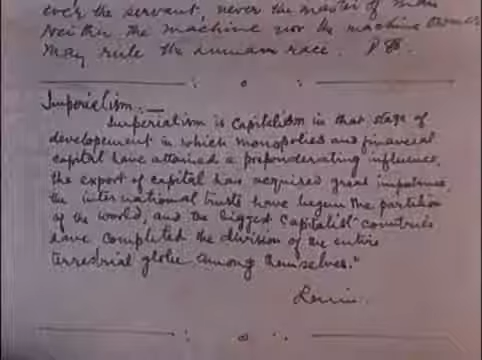 ever the servant, never the master of man
Neither the machine nor the machine owner
May rule the human race. P 88.
Imperialism:—
Imperialism is Capitalism in that stage of
developement in which monopolies and financial
capital have attained a preponderating influence,
the export of capital has acquired great importance,
the international trusts have begun the partition
of the world, and the biggest Capitalist countries
have completed the division of the entire
terrestrial globe among themselves."
Lenin.